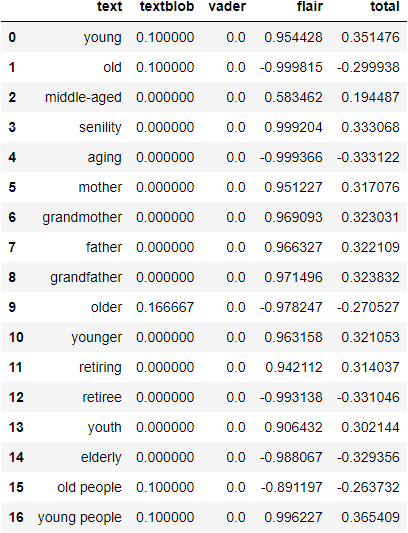 text textblob vader flair total
0 young 0.100000 0.0 0.954428 0.351476
1 old 0.100000 0.0 -0.999815 -0.299938
2 middle-aged 0.000000 0.0 0.583462 0.194487
3 senility 0.000000 0.0 0.999204 0.333068
4 aging 0.000000 0.0 -0.999366 -0.333122
5 mother 0.000000 0.0 0.951227 0.317076
6 grandmother 0.000000 0.0 0.969093 0.323031
7 father 0.000000 0.0 0.966327 0.322109
8 grandfather 0.000000 0.0 0.971496 0.323832
9 older 0.166667 0.0 -0.978247 -0.270527
10 younger 0.000000 0.0 0.963158 0.321053
11 retiring 0.000000 0.0 0.942112 0.314037
12 retiree 0.000000 0.0 -0.993138 -0.331046
13 youth 0.000000 0.0 0.906432 0.302144
14 elderly 0.000000 0.0 -0.988067 -0.329356
15 old people 0.100000 0.0 -0.891197 -0.263732
16 young people 0.100000 0.0 0.996227 0.365409